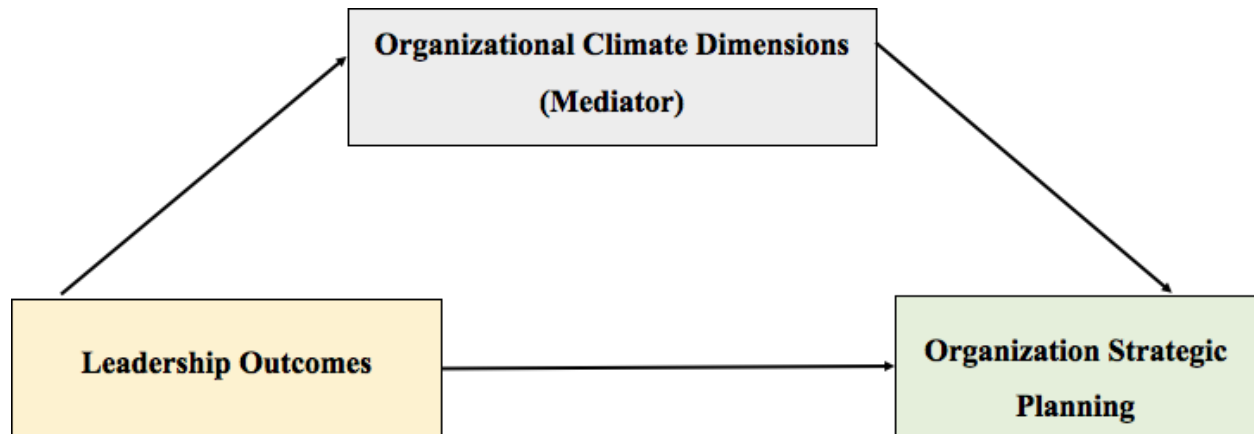 Organizational Climate Dimensions
(Mediator)
Leadership Outcomes
Organization Strategic
Planning